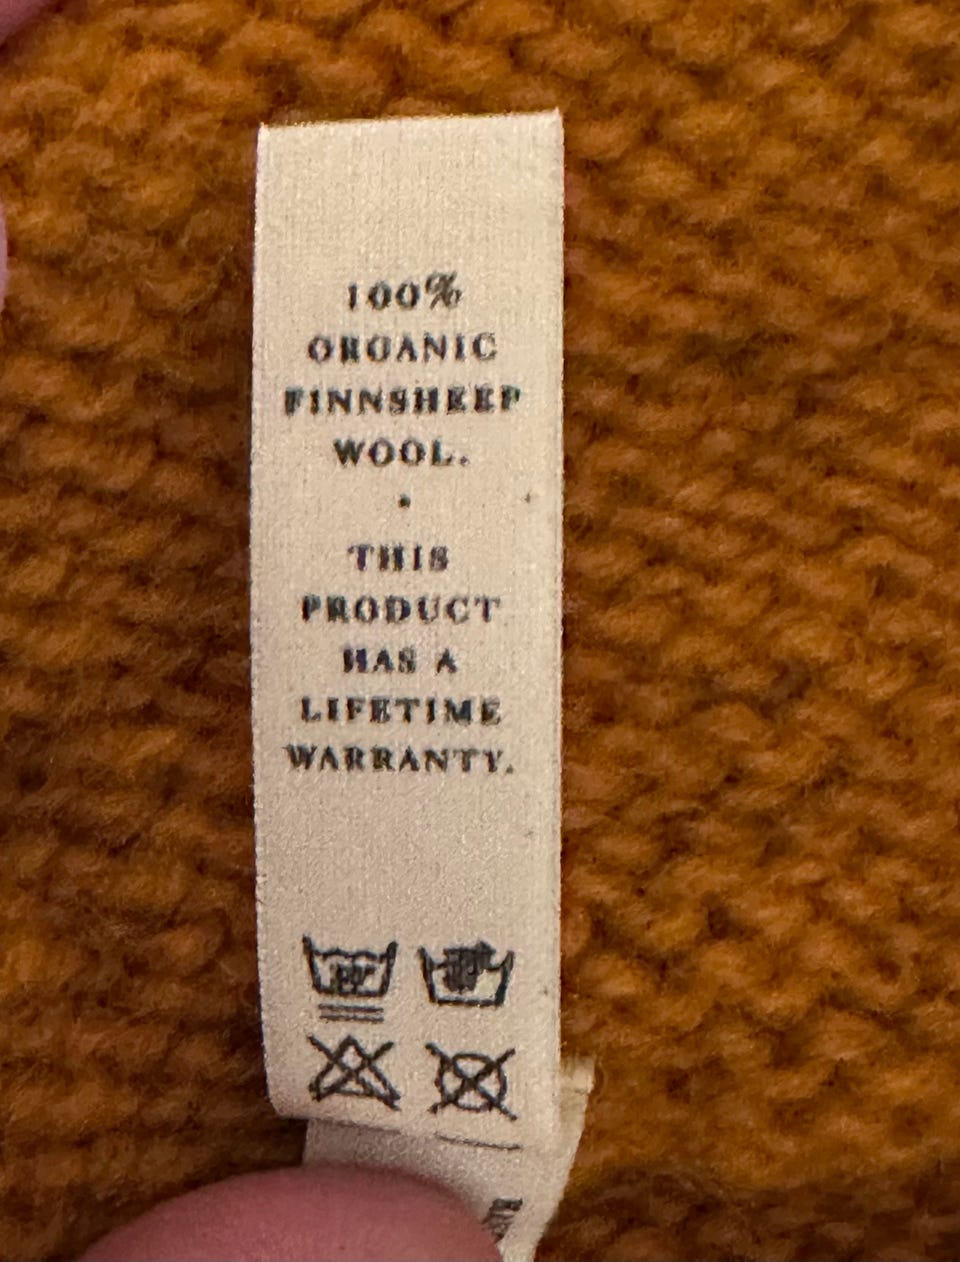 100%
ORGANIC
FINNSHEEP
WOOL.
•
THIS
PRODUCT
HAS A
LIFETIME
WARRANTY.